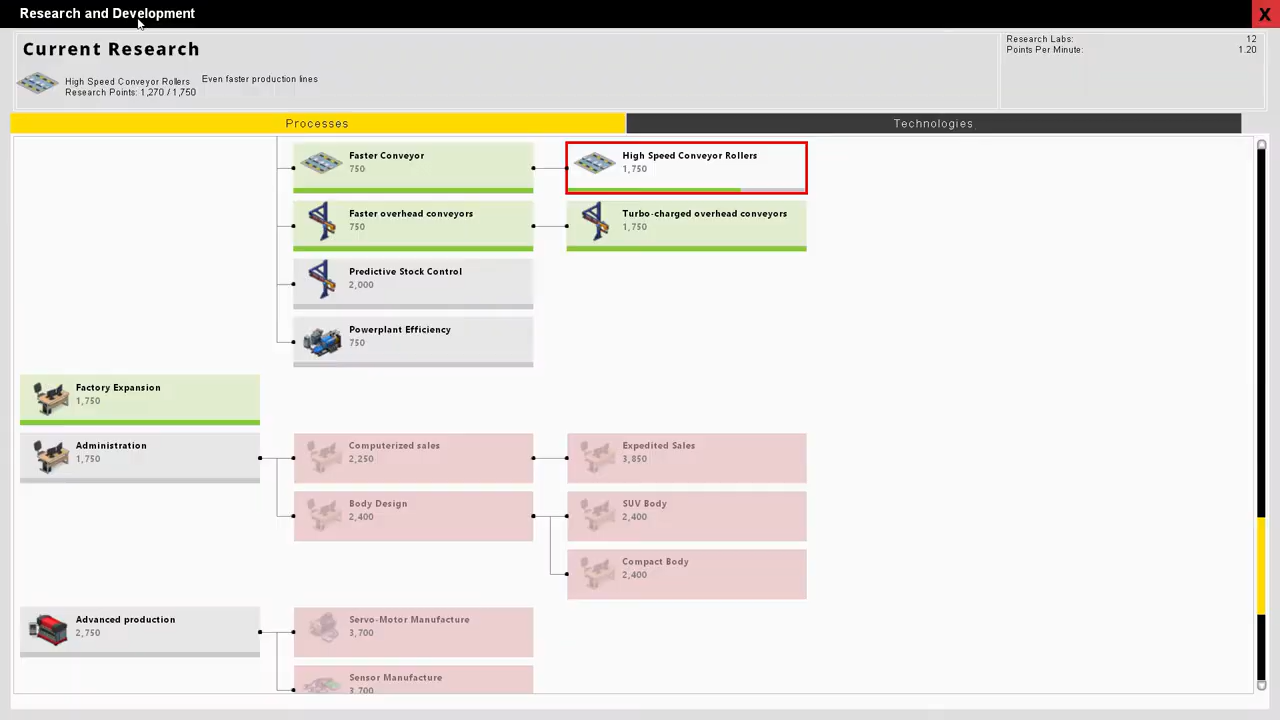 Research and Development
X
Current Research
High Speed Conveyor Rollers
Even faster production lines
Research Points: 1,270 / 1,750
Research Labs: 12
Points Per Minute: 1.20
Processes
Technologies
Faster Conveyor
750
High Speed Conveyor Rollers
1,750
Faster overhead conveyors
750
Turbo-charged overhead conveyors
1,750
Predictive Stock Control
2,000
Powerplant Efficiency
750
Factory Expansion
1,750
Administration
1,750
Computerized sales
2,250
Expedited Sales
3,850
Body Design
2,400
SUV Body
2,400
Compact Body
2,400
Advanced production
2,750
Servo-Motor Manufacture
3,700
Sensor Manufacture
3,700